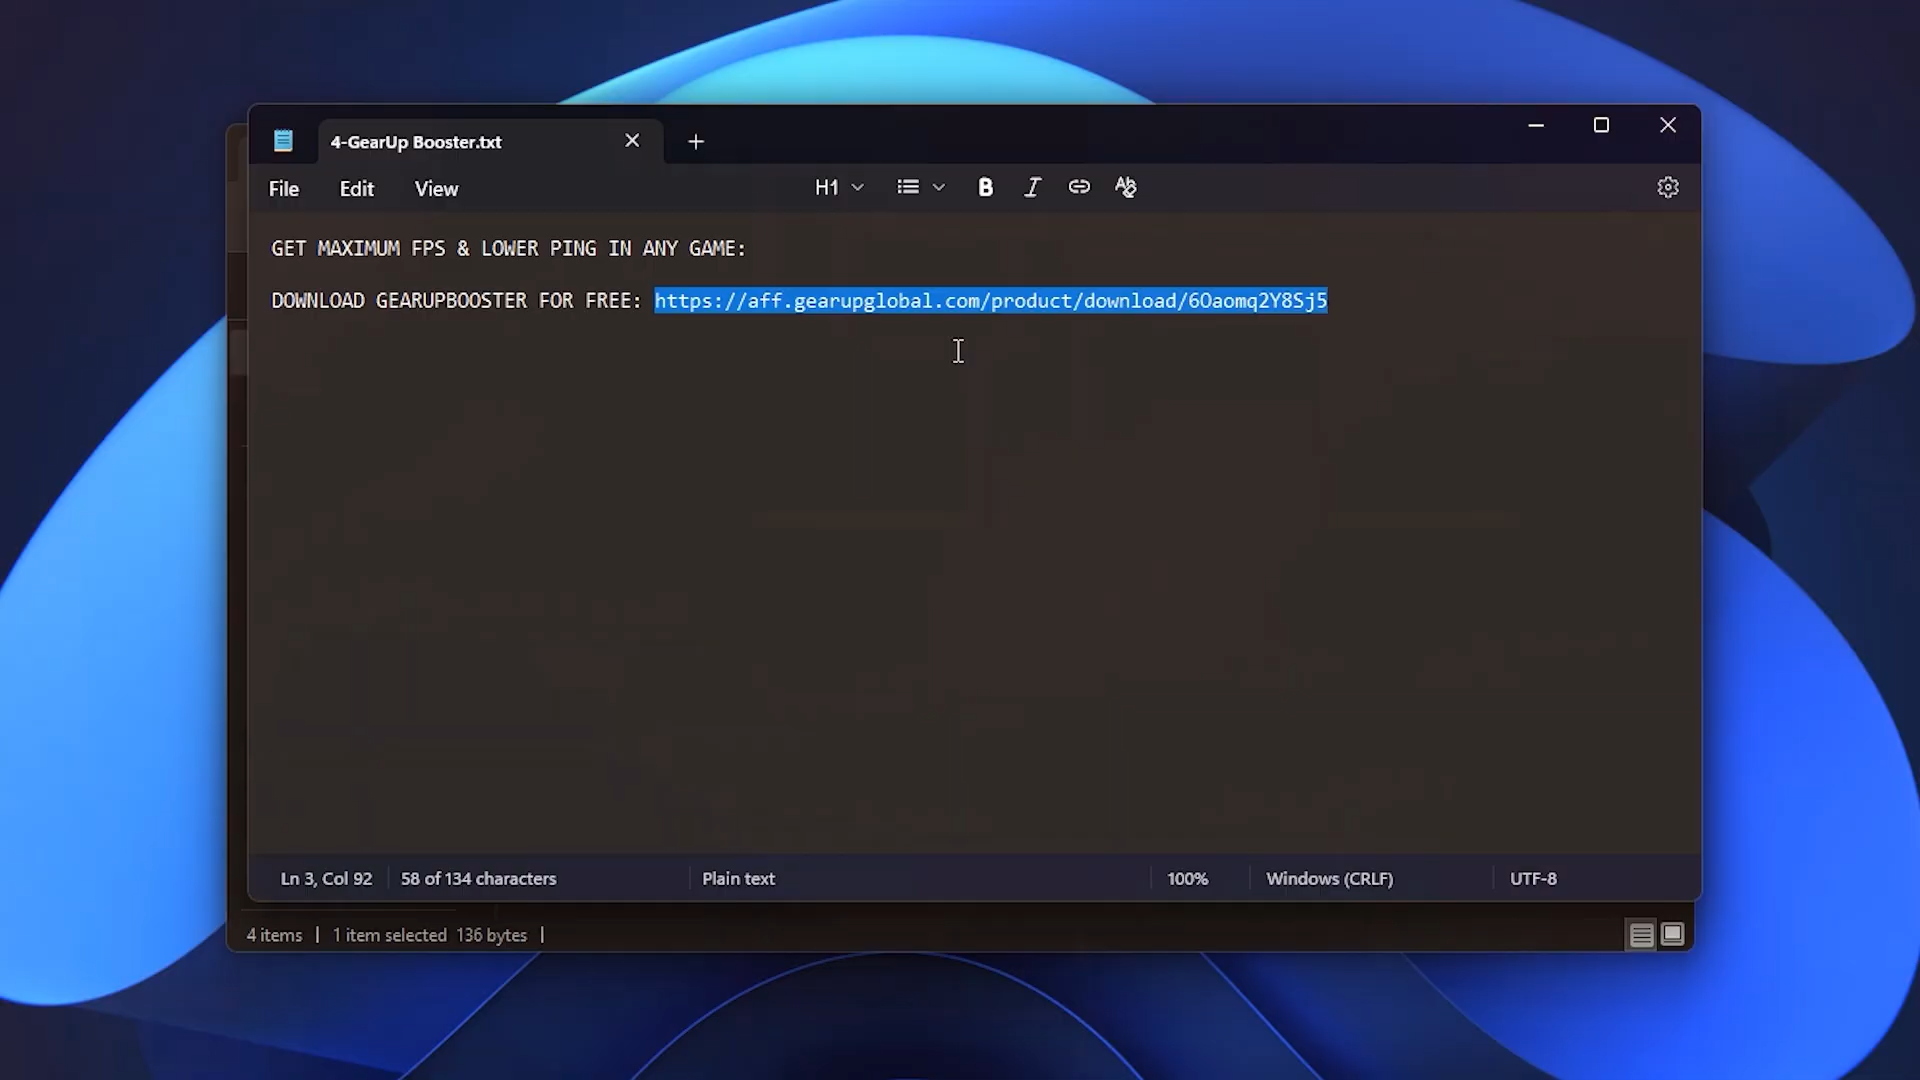 4-GearUp Booster.txt
File Edit View H1
GET MAXIMUM FPS & LOWER PING IN ANY GAME:
DOWNLOAD GEARUPBOOSTER FOR FREE: https://aff.gearupglobal.com/product/download/6Oaomq2Y8Sj5
Ln 3, Col 92 58 of 134 characters Plain text 100% Windows (CRLF) UTF-8
4 items | 1 item selected 136 bytes |